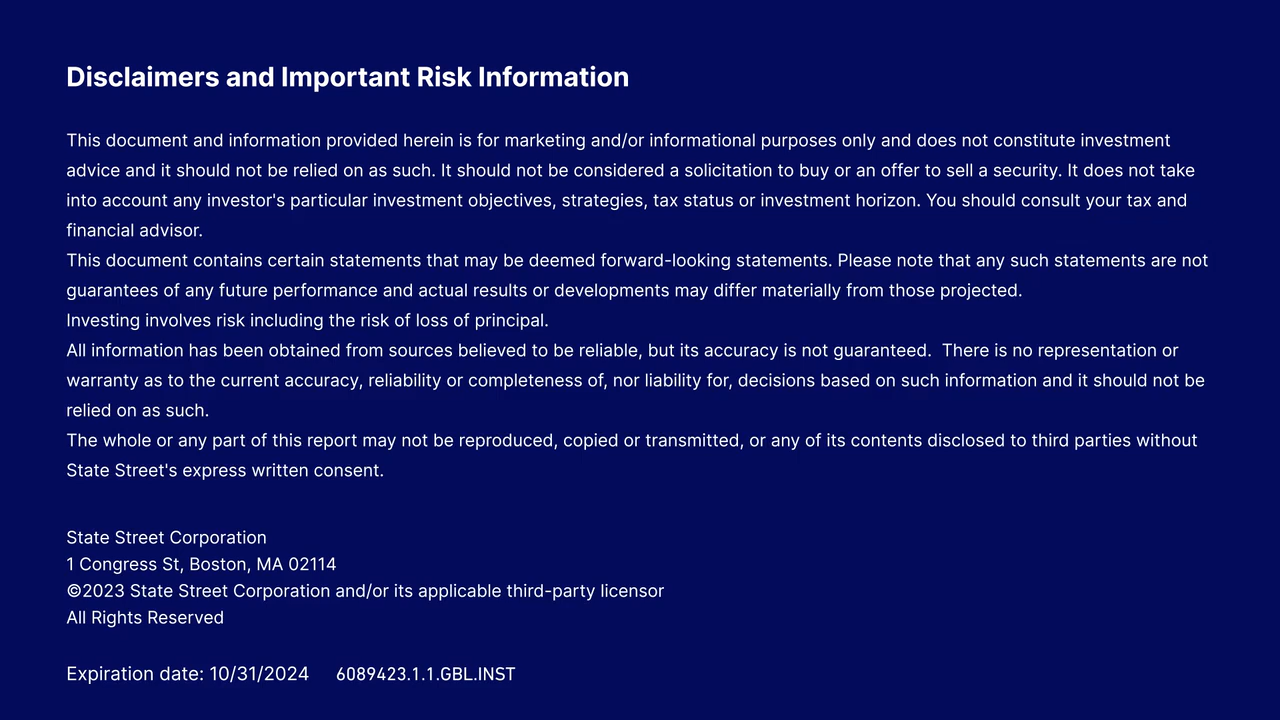 Disclaimers and Important Risk Information
This document and information provided herein is for marketing and/or informational purposes only and does not constitute investment
advice and it should not be relied on as such. It should not be considered a solicitation to buy or an offer to sell a security. It does not take
into account any investor's particular investment objectives, strategies, tax status or investment horizon. You should consult your tax and
financial advisor.
This document contains certain statements that may be deemed forward-looking statements. Please note that any such statements are not
guarantees of any future performance and actual results or developments may differ materially from those projected.
Investing involves risk including the risk of loss of principal.
All information has been obtained from sources believed to be reliable, but its accuracy is not guaranteed.  There is no representation or
warranty as to the current accuracy, reliability or completeness of, nor liability for, decisions based on such information and it should not be
relied on as such.
The whole or any part of this report may not be reproduced, copied or transmitted, or any of its contents disclosed to third parties without
State Street's express written consent.
State Street Corporation
1 Congress St, Boston, MA 02114
©2023 State Street Corporation and/or its applicable third-party licensor
All Rights Reserved
Expiration date: 10/31/2024 6089423.1.1.GBL.INST